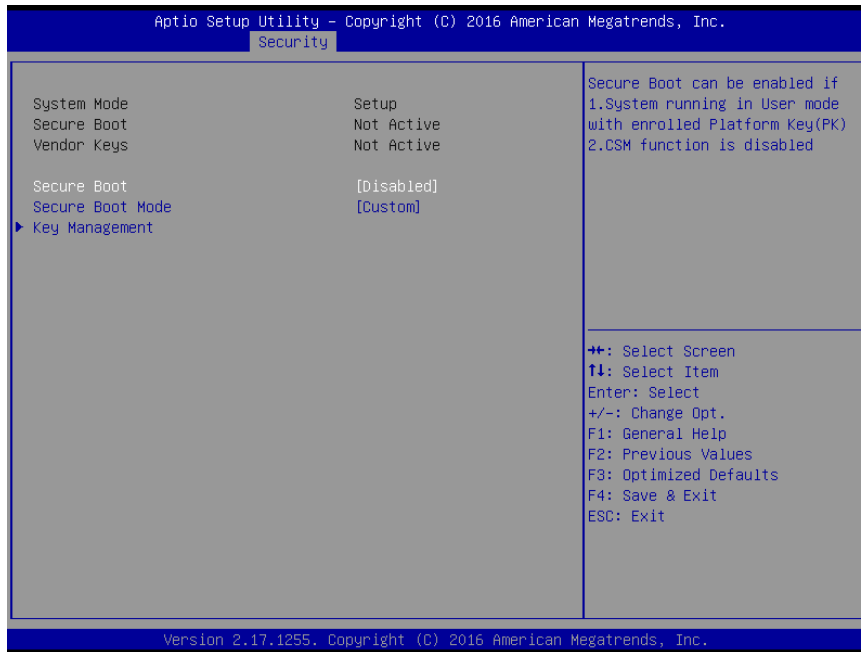 Aptio Setup Utility – Copyright (C) 2016 American Megatrends, Inc.
Security
System Mode Setup
Secure Boot Not Active
Vendor Keys Not Active
Secure Boot [Disabled]
Secure Boot Mode [Custom]
Key Management
Secure Boot can be enabled if
1.System running in User mode
with enrolled Platform Key(PK)
2.CSM function is disabled
→←: Select Screen
↑↓: Select Item
Enter: Select
+/-: Change Opt.
F1: General Help
F2: Previous Values
F3: Optimized Defaults
F4: Save & Exit
ESC: Exit
Version 2.17.1255. Copyright (C) 2016 American Megatrends, Inc.